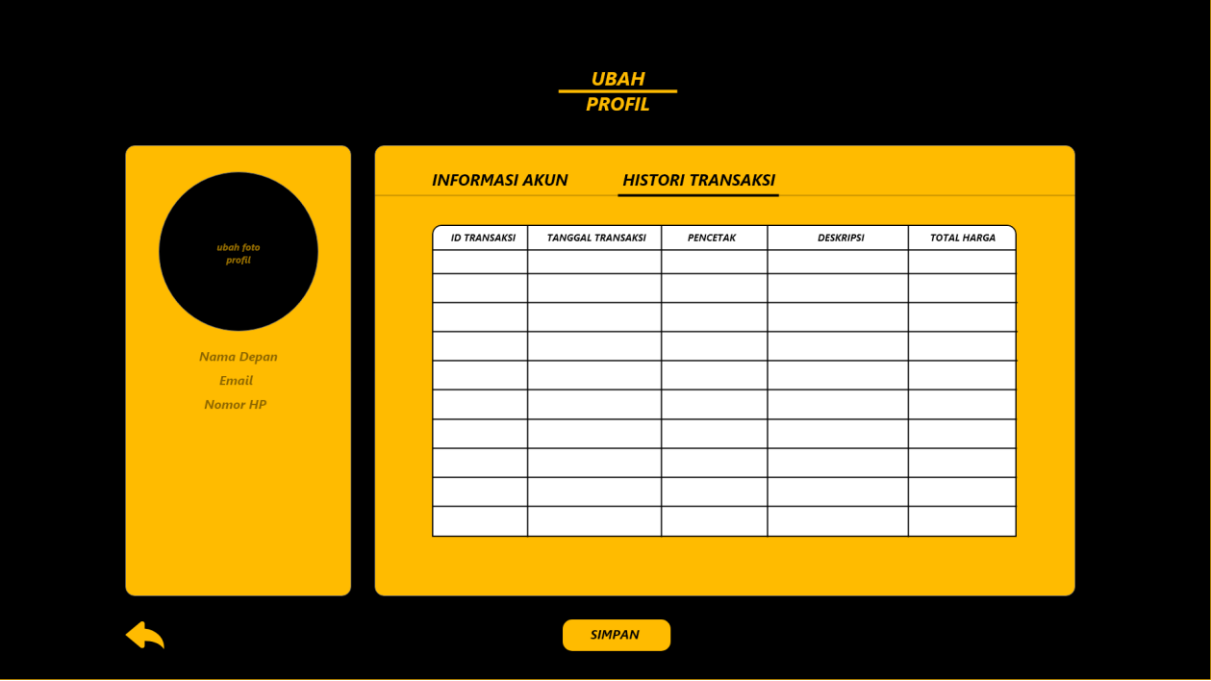 UBAH
PROFIL
ubah foto
profil
Nama Depan
Email
Nomor HP
INFORMASI AKUN HISTORI TRANSAKSI
ID TRANSAKSI TANGGAL TRANSAKSI PENCETAK DESKRIPSI TOTAL HARGA
SIMPAN